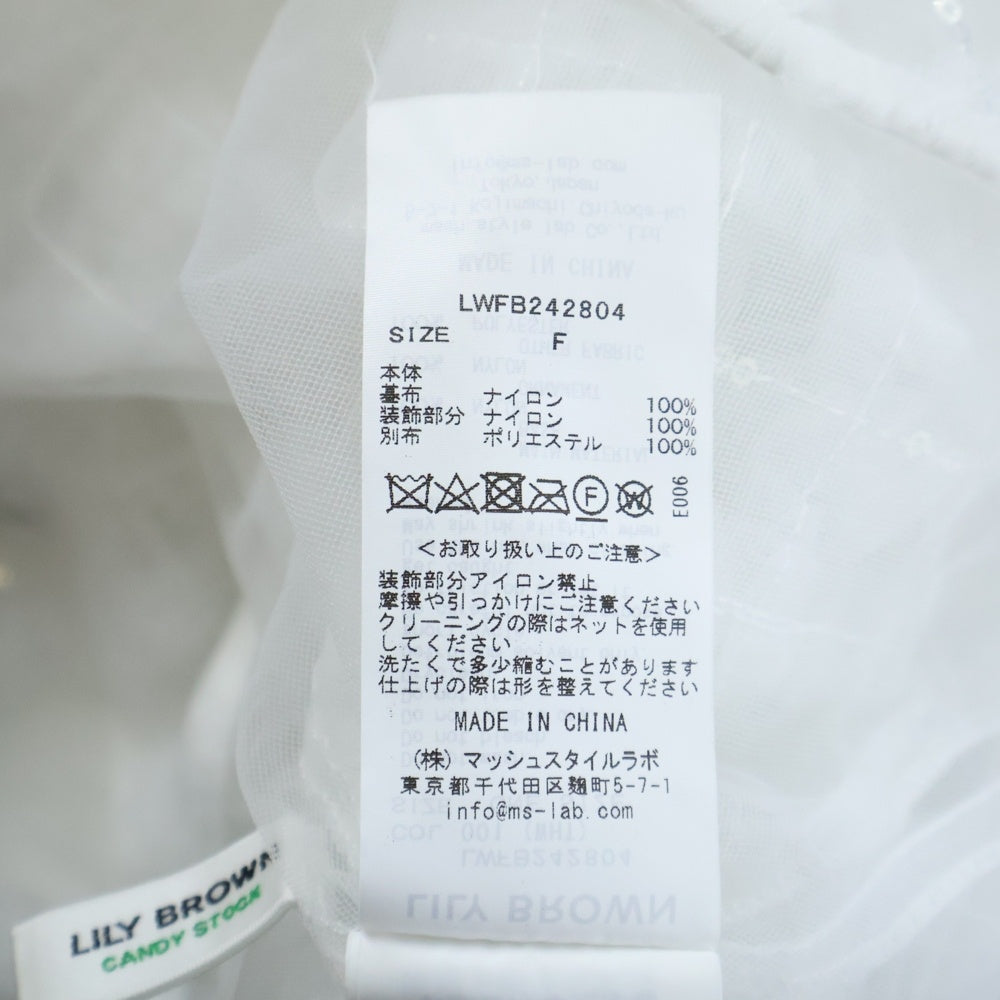 LWFB242804
SIZE F
本体
基布 ナイロン 100%
装飾部分 ナイロン 100%
別布 ポリエステル 100%
F W E006
<お取り扱い上のご注意>
装飾部分アイロン禁止
摩擦や引っかけにご注意ください
クリーニングの際はネットを使用
してください
洗たくで多少縮むことがあります
仕上げの際は形を整えてください
MADE IN CHINA
(株)マッシュスタイルラボ
東京都千代田区麹町5-7-1
info@ms-lab.com
LILY BROWN
CANDY STOCK